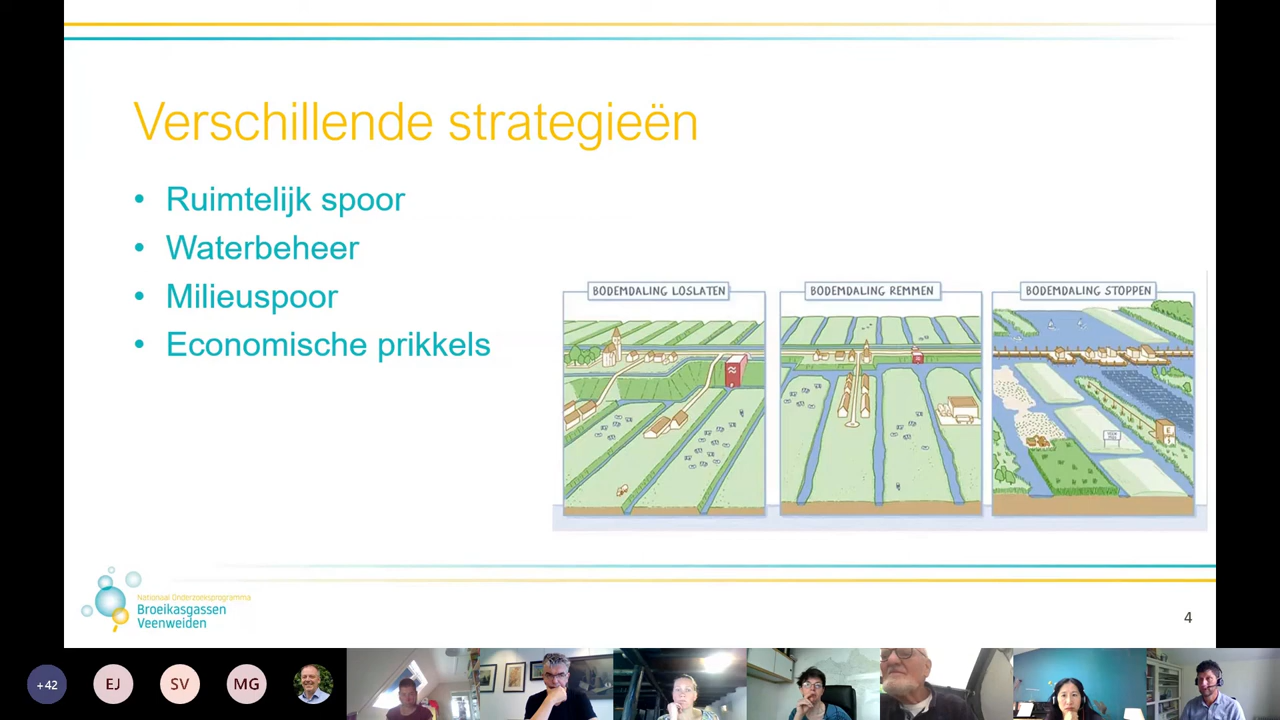 Verschillende strategieën
• Ruimtelijk spoor
• Waterbeheer
• Milieuspoor
• Economische prikkels
BODEMDALING LOSLATEN
BODEMDALING REMMEN
BODEMDALING STOPPEN
Nationaal Onderzoeksprogramma
Broeikasgassen
Veenweiden
4
+42
EJ
SV
MG